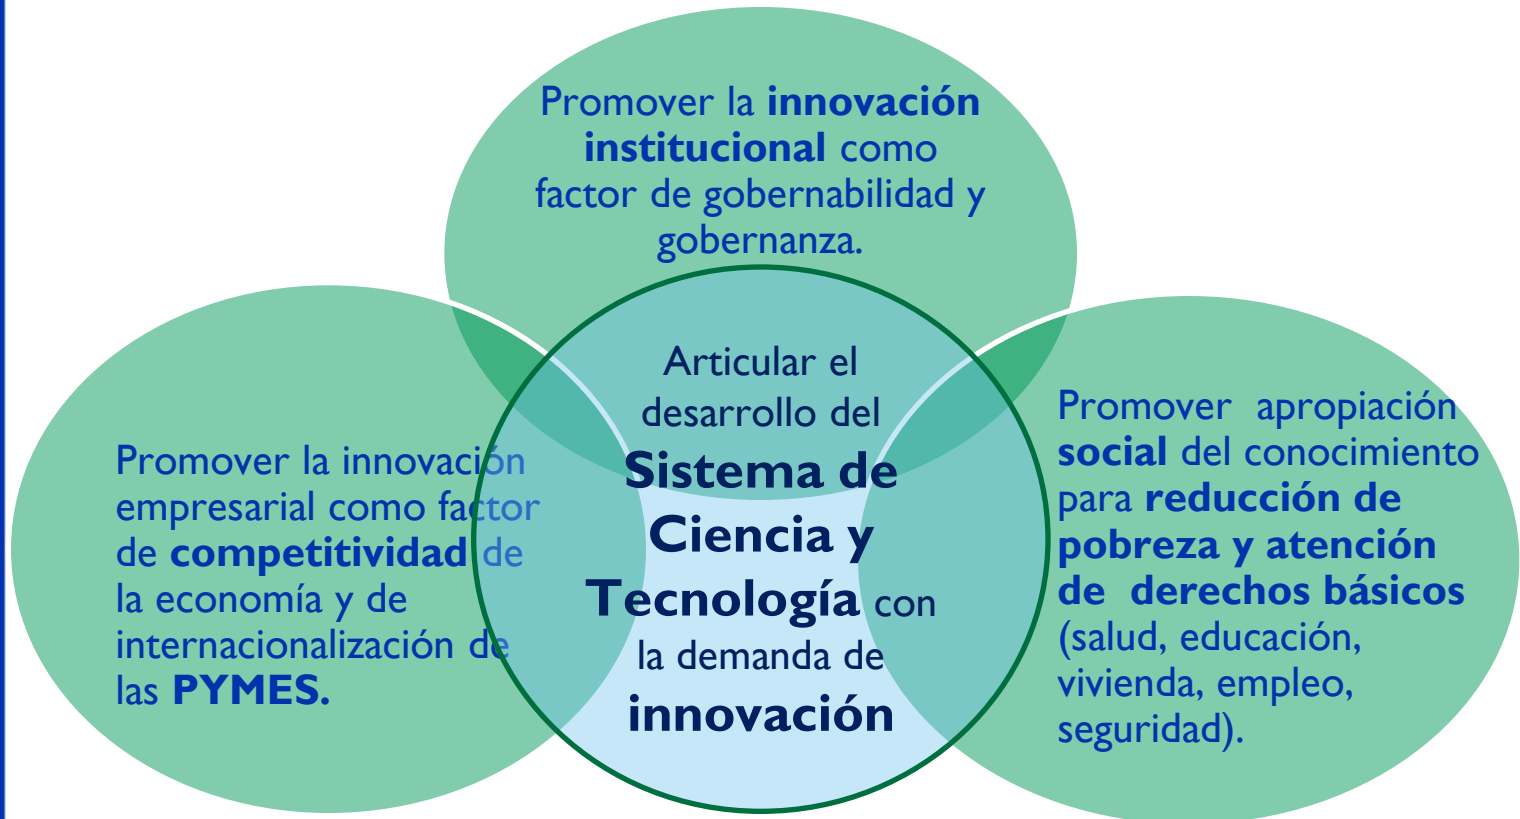 Promover la innovación
institucional como
factor de gobernabilidad y
gobernanza.
Promover la innovación
empresarial como factor
de competitividad de
la economía y de
internacionalización de
las PYMES.
Articular el
desarrollo del
Sistema de
Ciencia y
Tecnología con
la demanda de
innovación
Promover apropiación
social del conocimiento
para reducción de
pobreza y atención
de derechos básicos
(salud, educación,
vivienda, empleo,
seguridad).